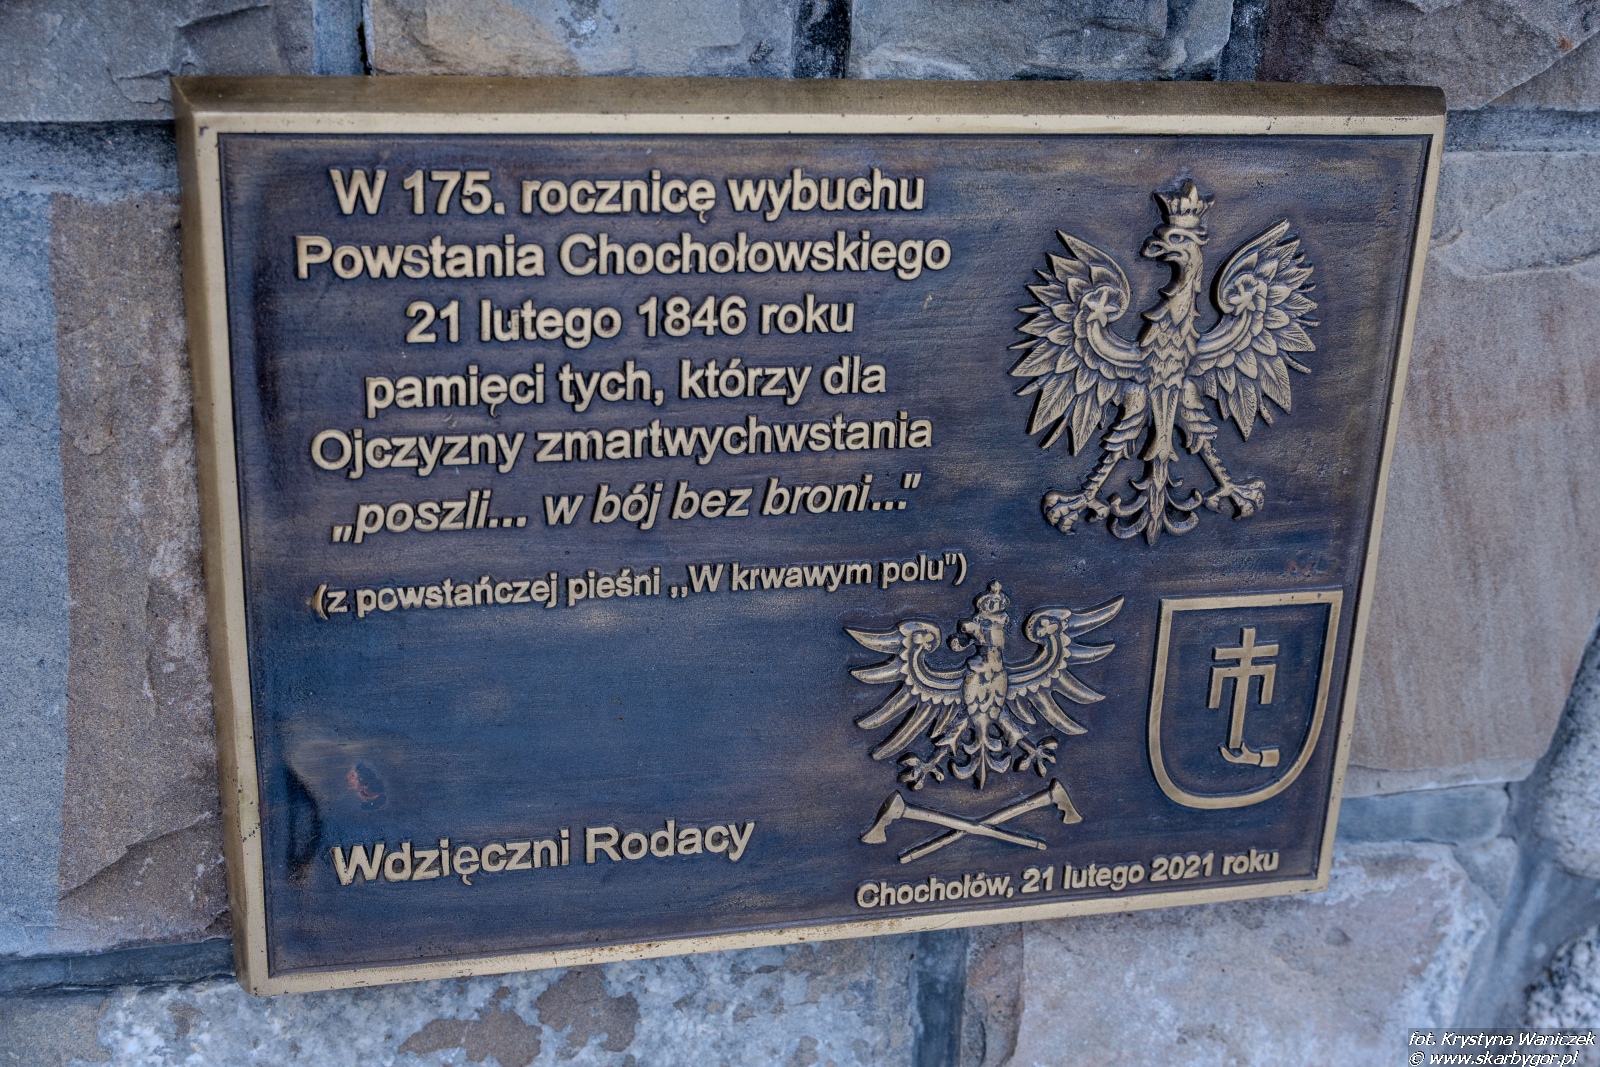 W 175. rocznicę wybuchu
Powstania Chochołowskiego
21 lutego 1846 roku
pamięci tych, którzy dla
Ojczyzny zmartwychwstania
„poszli... w bój bez broni..."
(z powstańczej pieśni ,,W krwawym polu")
Wdzięczni Rodacy
Chochołów, 21 lutego 2021 roku
fot. Krystyna Waniczek
© www.skarbygor.pl